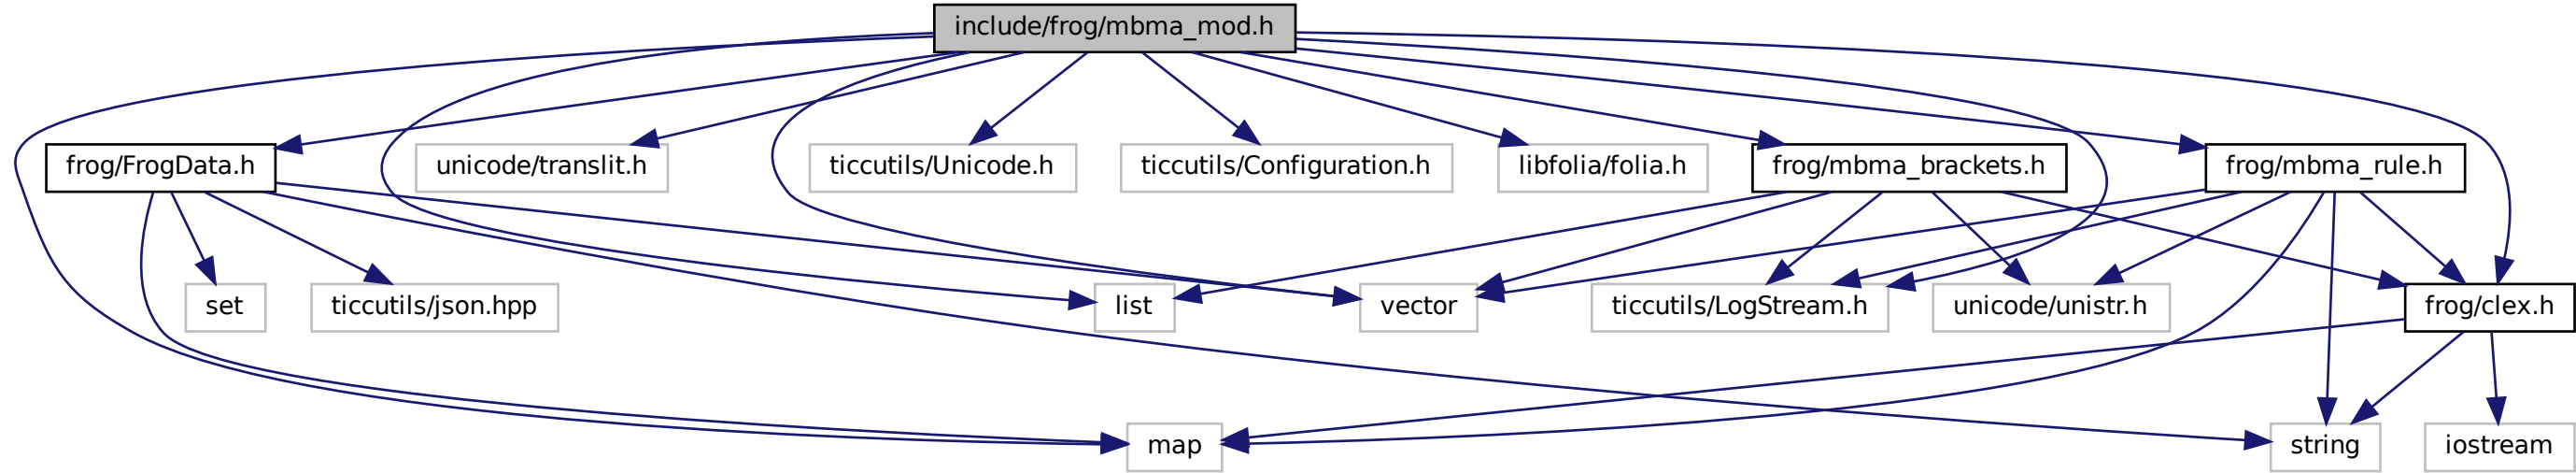 include/frog/mbma_mod.h
frog/FrogData.h
unicode/translit.h
ticcutils/Unicode.h
ticcutils/Configuration.h
libfolia/folia.h
frog/mbma_brackets.h
frog/mbma_rule.h
set
ticcutils/json.hpp
list
vector
ticcutils/LogStream.h
unicode/unistr.h
frog/clex.h
map
string
iostream